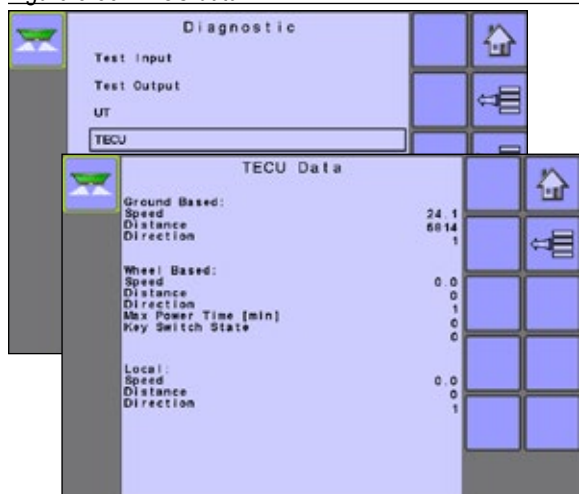 Diagnostic
Test Input
Test Output
UT
TECU
TECU Data
Ground Based:
Speed 24.1
Distance 6814
Direction 1
Wheel Based:
Speed 0.0
Distance 0
Direction 1
Max Power Time [min] 0
Key Switch State 0
Local:
Speed 0.0
Distance 0
Direction 1